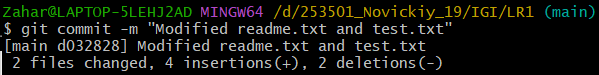 Zahar@LAPTOP-5LEHJ2AD MINGW64 /d/253501_Novickiy_19/IGI/LR1 (main)
$ git commit -m "Modified readme.txt and test.txt"
[main d032828] Modified readme.txt and test.txt
 2 files changed, 4 insertions(+), 2 deletions(-)